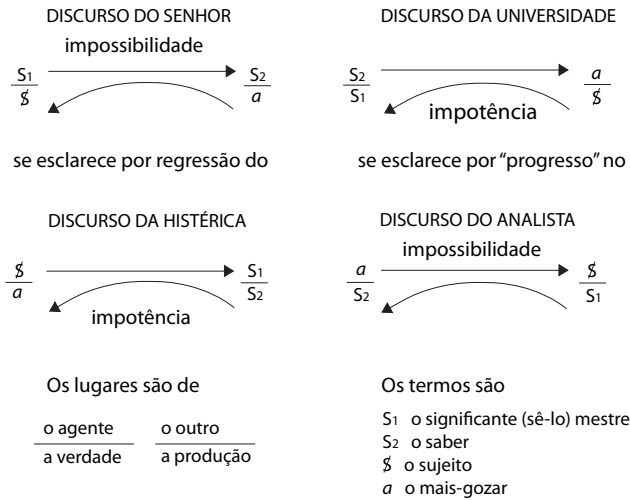 DISCURSO DO SENHOR
impossibilidade
S1 S2
$ a
se esclarece por regressão do
DISCURSO DA UNIVERSIDADE
S2 a
S1 $
impotência
se esclarece por “progresso” no
DISCURSO DA HISTÉRICA
$ S1
a S2
impotência
DISCURSO DO ANALISTA
impossibilidade
a $
S2 S1
Os lugares são de
o agente o outro
a verdade a produção
Os termos são
S1 o significante (sê-lo) mestre
S2 o saber
$ o sujeito
a o mais-gozar